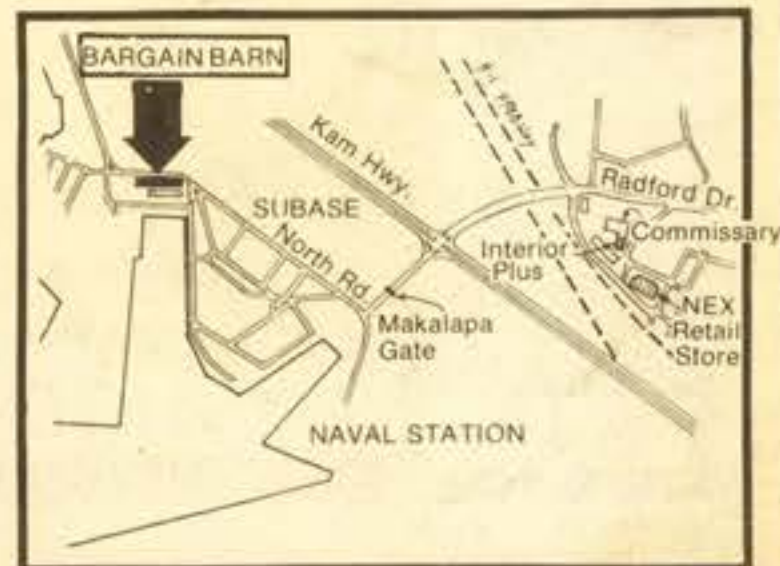 BARGAIN BARN
Kam Hwy.
Radford Dr.
SUBASE
Commissary
North Rd.
Interior
Plus
NEX
Retail
Store
Makalapa
Gate
NAVAL STATION